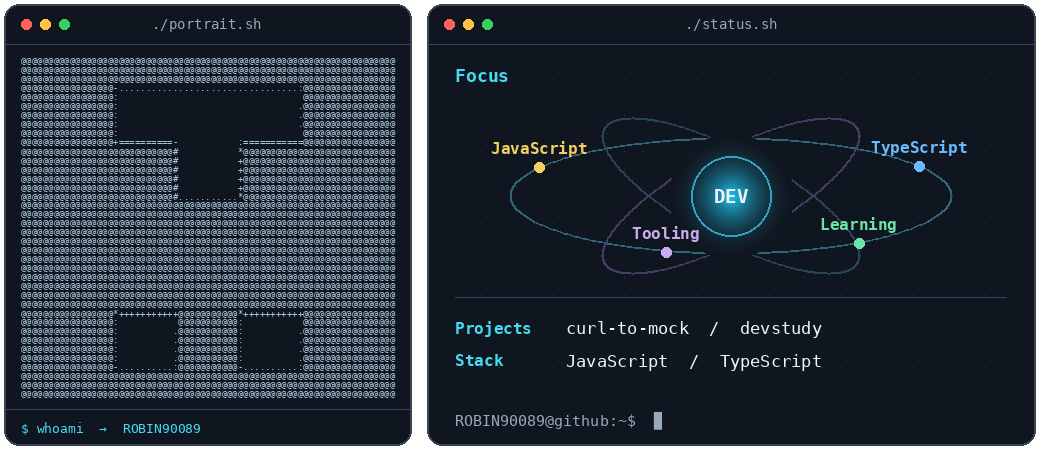 ./portrait.sh
$ whoami → ROBIN90089
./status.sh
Focus
JavaScript
TypeScript
DEV
Tooling
Learning
Projects curl-to-mock / devstudy
Stack JavaScript / TypeScript
ROBIN90089@github:~$